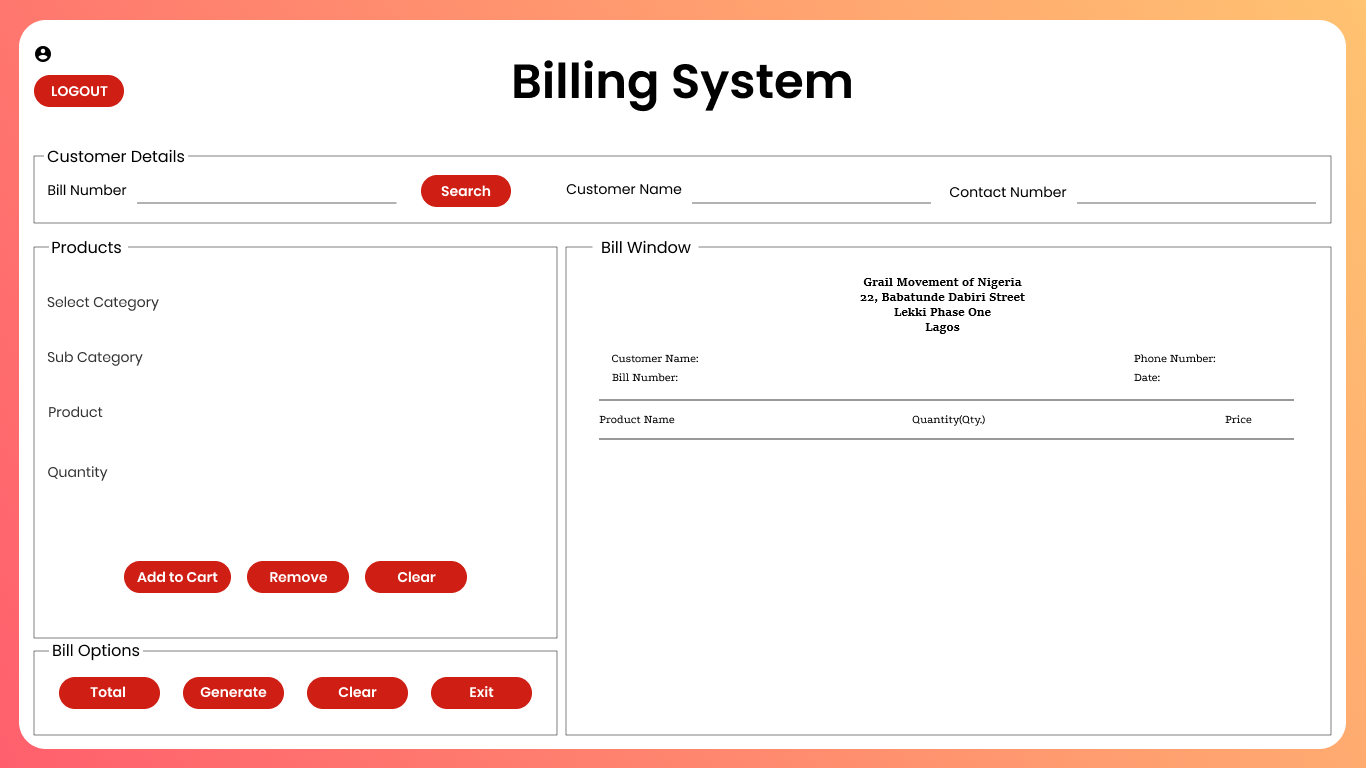 Billing System
LOGOUT
Customer Details
Bill Number
Search
Customer Name
Contact Number
Products
Select Category
Sub Category
Product
Quantity
Add to Cart
Remove
Clear
Bill Options
Total
Generate
Clear
Exit
Bill Window
Grail Movement of Nigeria
22, Babatunde Dabiri Street
Lekki Phase One
Lagos
Customer Name:
Phone Number:
Bill Number:
Date:
Product Name
Quantity(Qty.)
Price